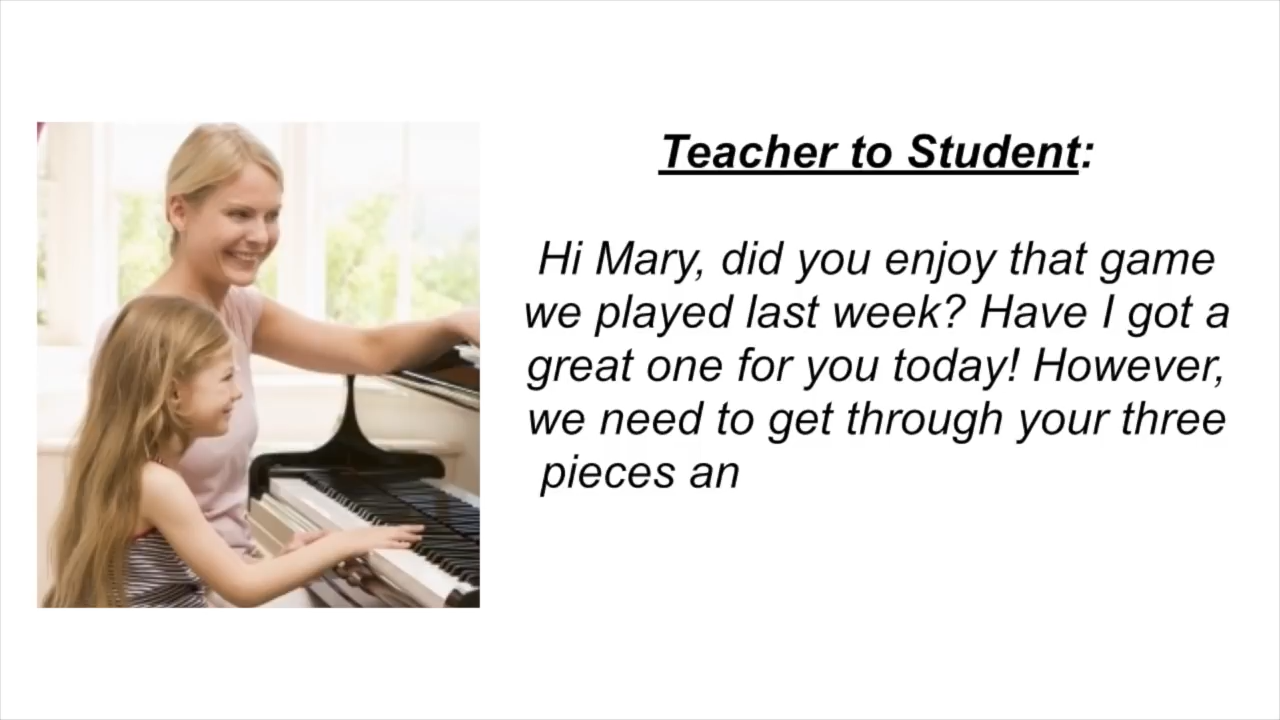 Teacher to Student:
Hi Mary, did you enjoy that game
we played last week? Have I got a
great one for you today! However,
we need to get through your three
pieces an